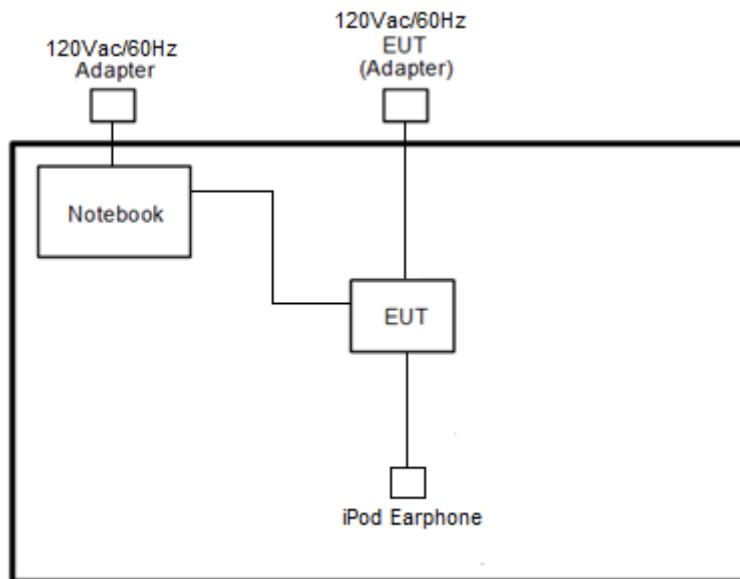 120Vac/60Hz
Adapter
120Vac/60Hz
EUT
(Adapter)
Notebook
EUT
iPod Earphone